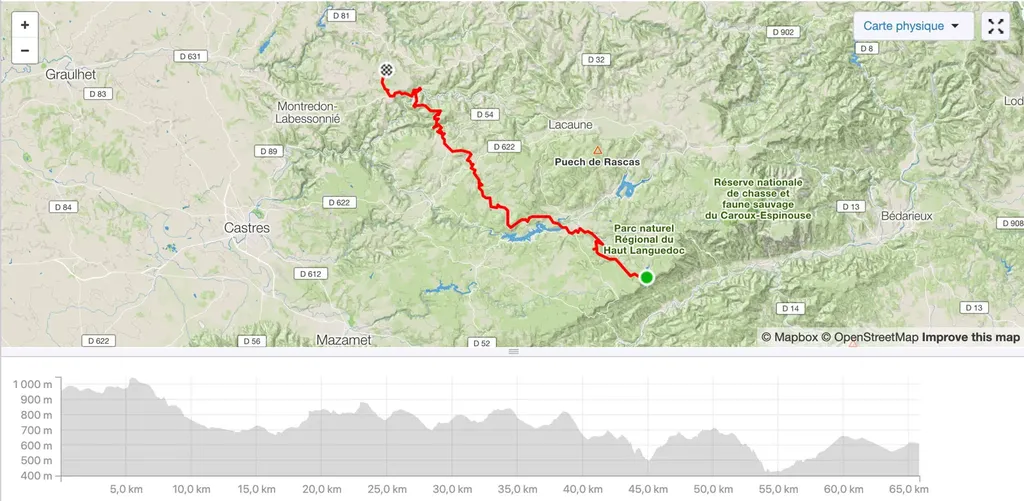 +
−
D 81
Carte physique
D 902
D 8
D 631
D 32
Graulhet
D 83
Montredon-
Labessonnié
D 54
Lacaune
Lod
D 89
D 622
Puech de Rascas
Réserve nationale
de chasse et
faune sauvage
du Caroux-Espinouse
D 84
D 622
D 13
Bédarieux
Castres
D 908
Parc naturel
Régional du
Haut Languedoc
D 612
D 14
D 13
D 622
D 56
Mazamet
D 52
© Mapbox © OpenStreetMap Improve this map
1 000 m
900 m
800 m
700 m
600 m
500 m
400 m
5,0 km 10,0 km 15,0 km 20,0 km 25,0 km 30,0 km 35,0 km 40,0 km 45,0 km 50,0 km 55,0 km 60,0 km 65,0 km